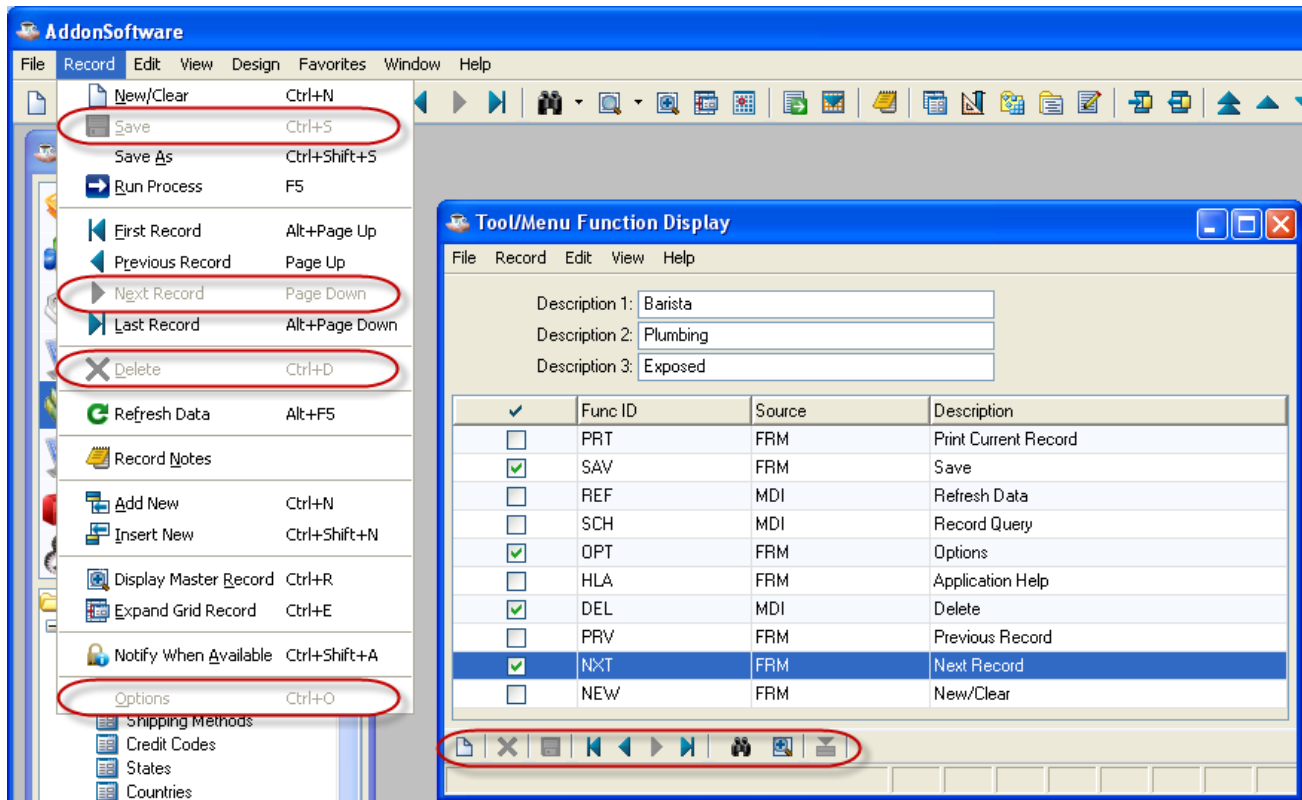 AddonSoftware
File Record Edit View Design Favorites Window Help
New/Clear Ctrl+N
Save Ctrl+S
Save As Ctrl+Shift+S
Run Process F5
First Record Alt+Page Up
Previous Record Page Up
Next Record Page Down
Last Record Alt+Page Down
Delete Ctrl+D
Refresh Data Alt+F5
Record Notes
Add New Ctrl+N
Insert New Ctrl+Shift+N
Display Master Record Ctrl+R
Expand Grid Record Ctrl+E
Notify When Available Ctrl+Shift+A
Options Ctrl+O
Shipping Methods
Credit Codes
States
Countries
Tool/Menu Function Display
File Record Edit View Help
Description 1: Barista
Description 2: Plumbing
Description 3: Exposed
Func ID Source Description
PRT FRM Print Current Record
SAV FRM Save
REF MDI Refresh Data
SCH MDI Record Query
OPT FRM Options
HLA FRM Application Help
DEL MDI Delete
PRV FRM Previous Record
NXT FRM Next Record
NEW FRM New/Clear